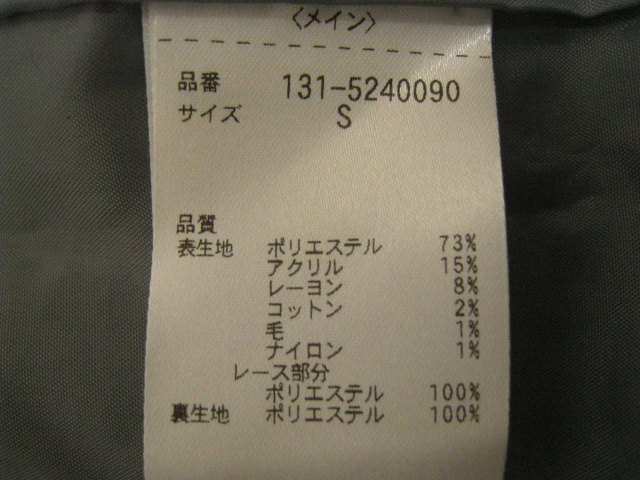 〈メイン〉
品番 131-5240090
サイズ S
品質
表生地 ポリエステル 73%
アクリル 15%
レーヨン 8%
コットン 2%
毛 1%
ナイロン 1%
レース部分
ポリエステル 100%
裏生地 ポリエステル 100%